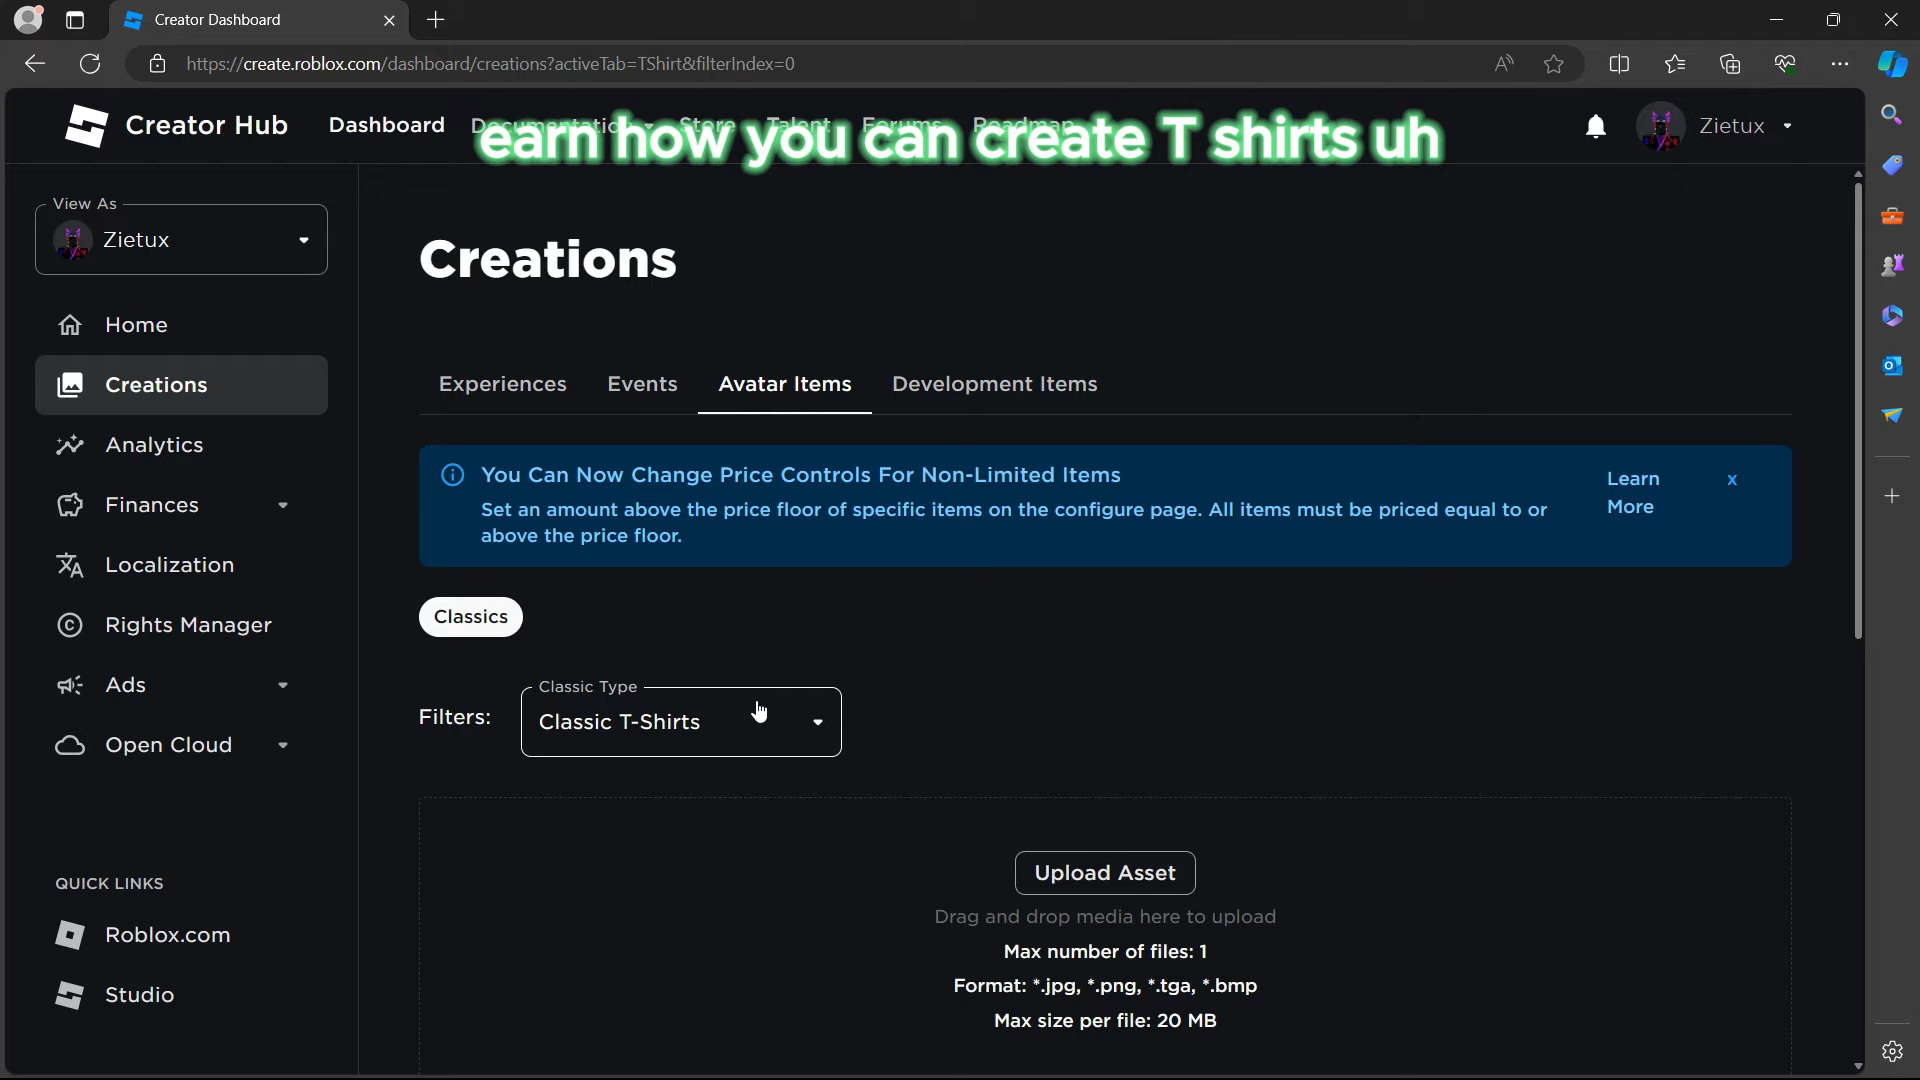 Creator Dashboard
https://create.roblox.com/dashboard/creations?activeTab=TShirt&filterIndex=0
Creator Hub
Dashboard
Documentation
Store
Talent
Forums
Roadmap
earn how you can create T shirts uh
Zietux
View As
Zietux
Home
Creations
Analytics
Finances
Localization
Rights Manager
Ads
Open Cloud
QUICK LINKS
Roblox.com
Studio
Creations
Experiences
Events
Avatar Items
Development Items
You Can Now Change Price Controls For Non-Limited Items
Set an amount above the price floor of specific items on the configure page. All items must be priced equal to or
above the price floor.
Learn
More
x
Classics
Filters:
Classic Type
Classic T-Shirts
Upload Asset
Drag and drop media here to upload
Max number of files: 1
Format: *.jpg, *.png, *.tga, *.bmp
Max size per file: 20 MB